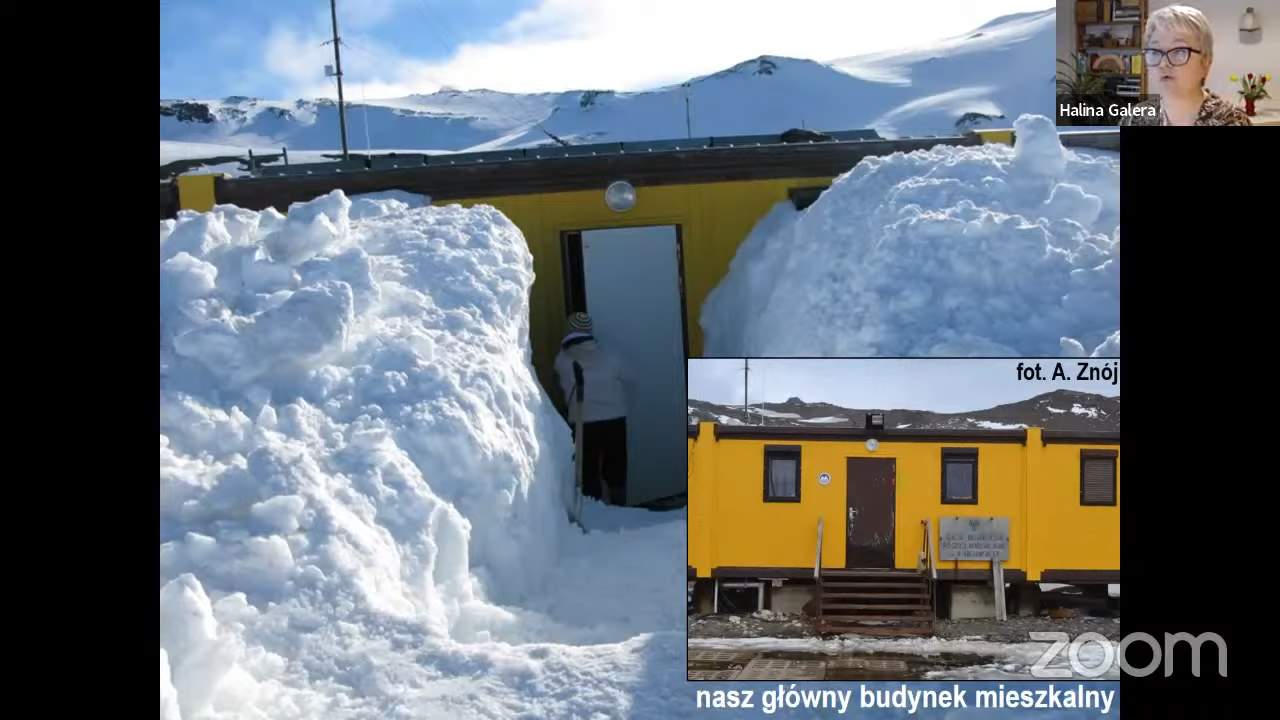 Halina Galera
fot. A. Znój
nasz główny budynek mieszkalny
zoom